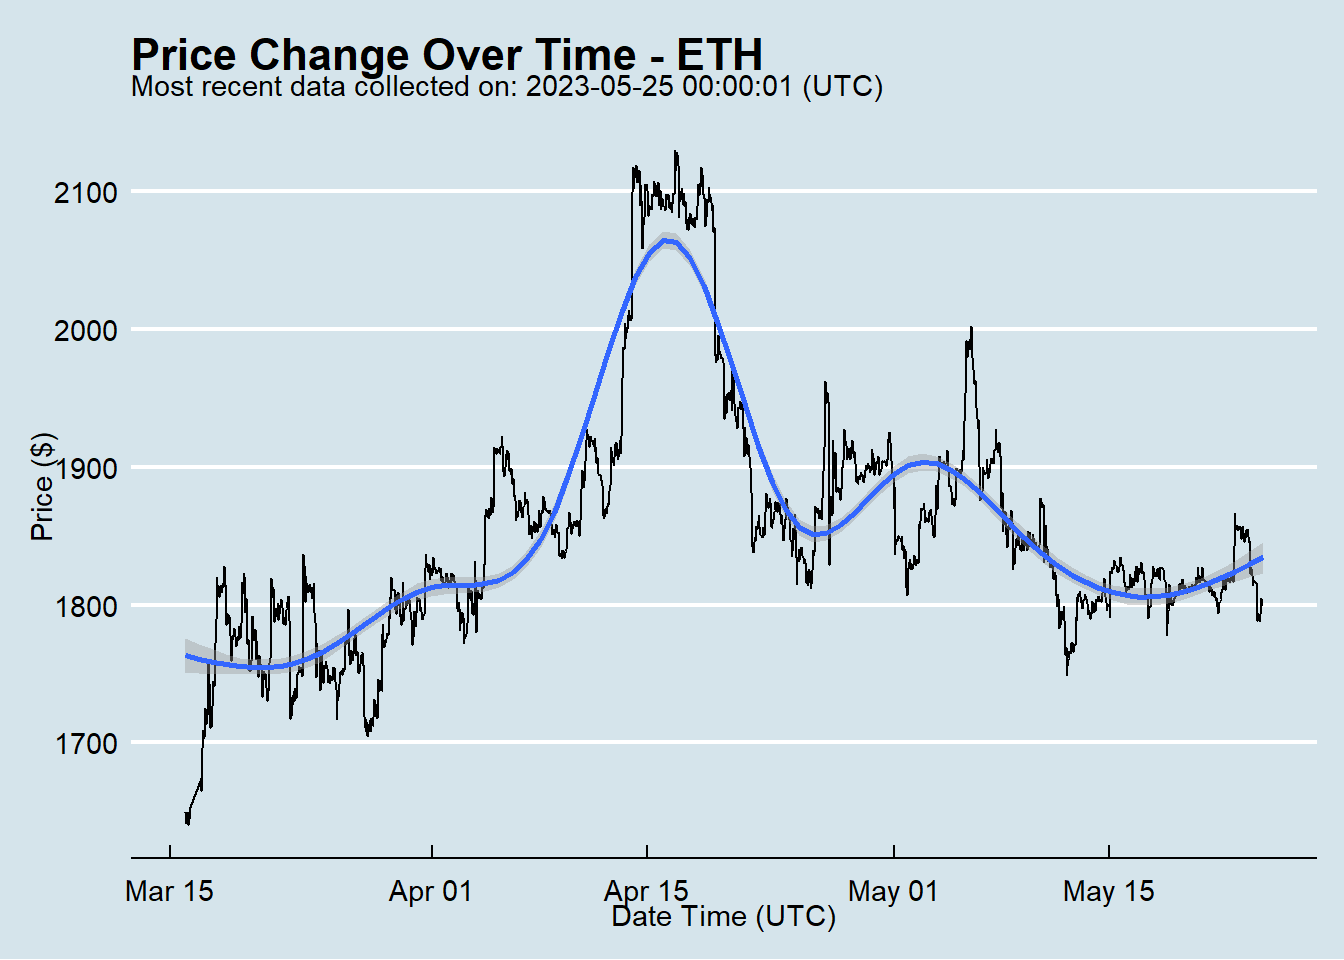 Price Change Over Time - ETH
Most recent data collected on: 2023-05-25 00:00:01 (UTC)
2100
2000
1900
1800
1700
Price ($)
Mar 15 Apr 01 Apr 15 May 01 May 15
Date Time (UTC)